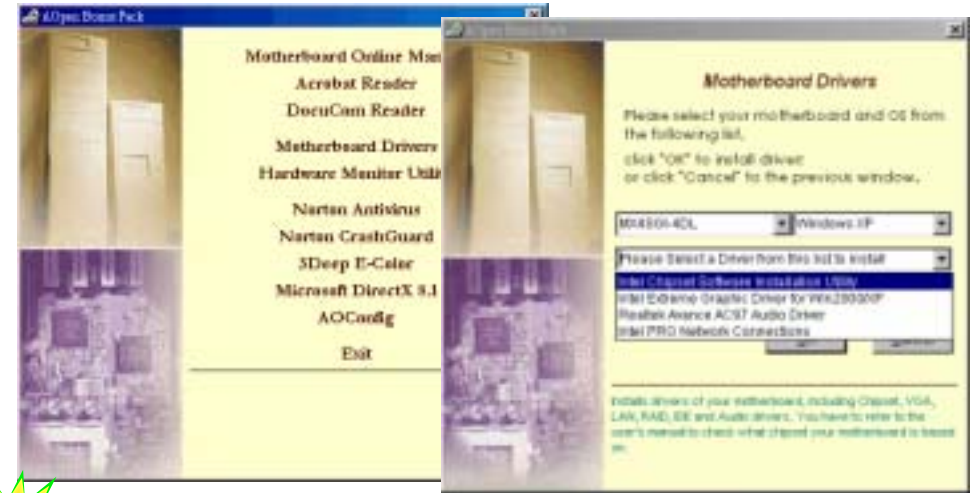 AOpen Bonus Pack
Motherboard Online Man
Acrobat Reader
DocuCom Reader
Motherboard Drivers
Hardware Monitor Utili
Norton Antivirus
Norton CrashGuard
3Deep E-Color
Microsoft DirectX 8.1
AOConfig
Exit
AOpen Bonus Pack
Motherboard Drivers
Please select your motherboard and OS from
the following list.
click "OK" to install driver
or click "Cancel" to the previous window.
Windows XP
Please Select a Driver from this list to install
Intel Chipset Software Installation Utility
Intel Extreme Graphic Driver for Win2000/XP
Realtek Avance AC97 Audio Driver
Intel PRO Network Connections
Installs drivers of your motherboard, including Chipset, VGA,
LAN, RAID, IDE and Audio drivers. You have to refer to the
user's manual to check what chipset your motherboard is based
on.